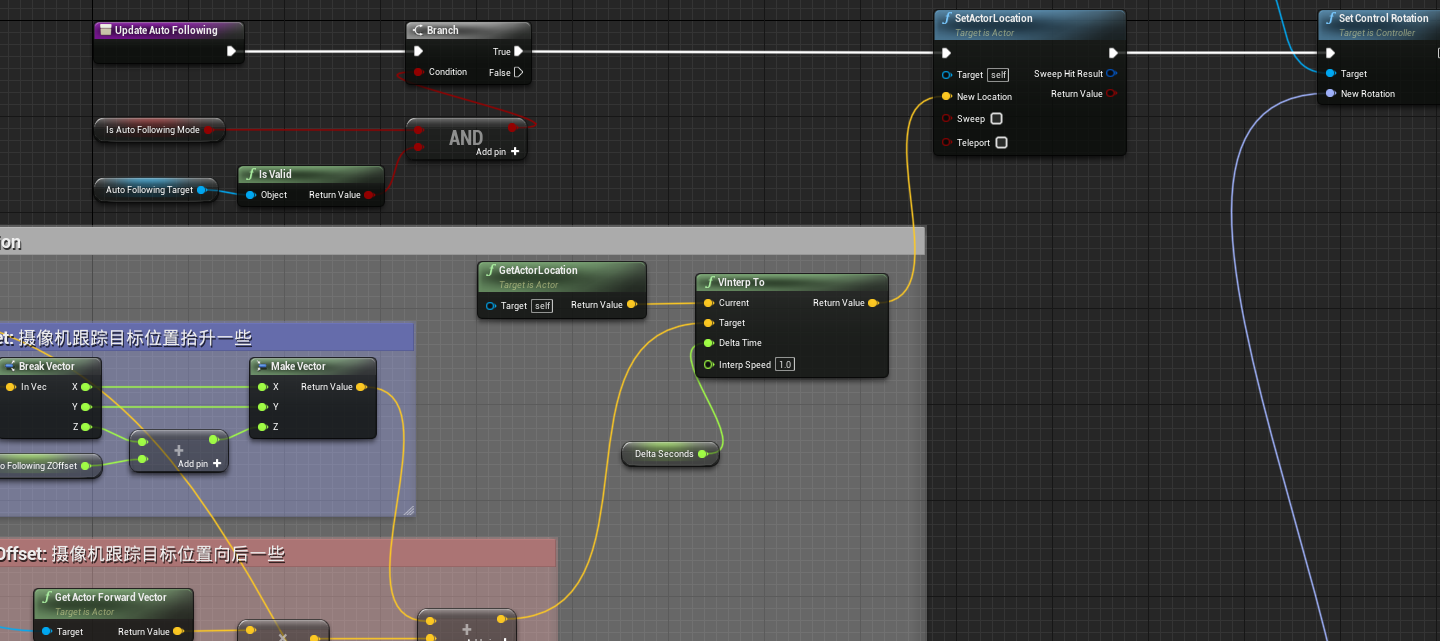 Update Auto Following
Branch
True
Condition
False
SetActorLocation
Target is Actor
Target
self
Sweep Hit Result
New Location
Return Value
Sweep
Teleport
Set Control Rotation
Target is Controller
Target
New Rotation
Is Auto Following Mode
AND
Add pin +
Auto Following Target
Is Valid
Object
Return Value
ion
GetActorLocation
Target is Actor
Target
self
Return Value
VInterp To
Current
Return Value
Target
Delta Time
Interp Speed
1.0
et: 摄像机跟踪目标位置抬升一些
Break Vector
In Vec
X
Y
Z
Make Vector
X
Return Value
Y
Z
+
Add pin +
o Following ZOffset
Delta Seconds
Offset: 摄像机跟踪目标位置向后一些
Get Actor Forward Vector
Target is Actor
Target
Return Value
+